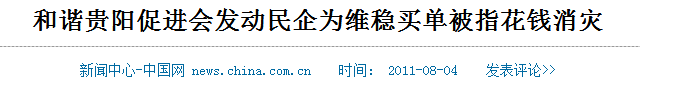 和谐贵阳促进会发动民企为维稳买单被指花钱消灾
新闻中心-中国网 news.china.com.cn 时间： 2011-08-04 发表评论>>